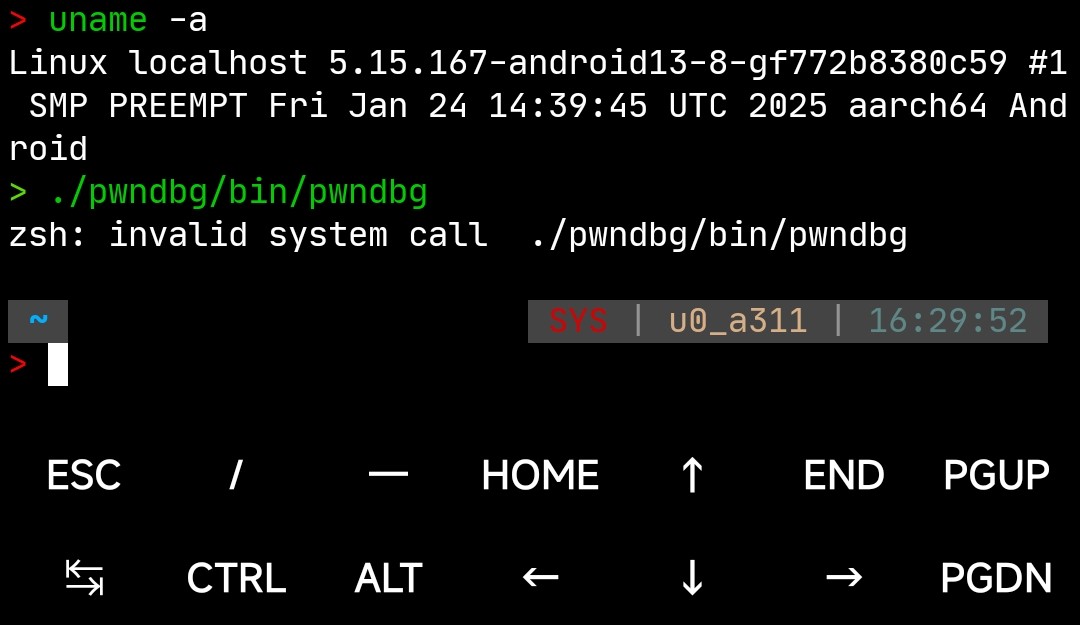 > uname -a
Linux localhost 5.15.167-android13-8-gf772b8380c59 #1
 SMP PREEMPT Fri Jan 24 14:39:45 UTC 2025 aarch64 And
roid
> ./pwndbg/bin/pwndbg
zsh: invalid system call  ./pwndbg/bin/pwndbg
~ SYS | u0_a311 | 16:29:52
>
ESC / — HOME ↑ END PGUP
↹ CTRL ALT ← ↓ → PGDN